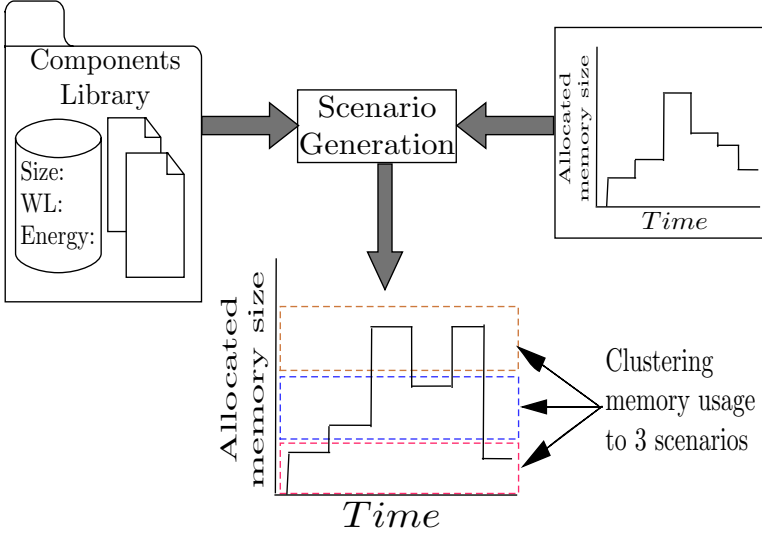 Components
Library
Size:
WL:
Energy:
Scenario
Generation
Allocated
memory size
Time
Allocated
memory size
Time
Clustering
memory usage
to 3 scenarios